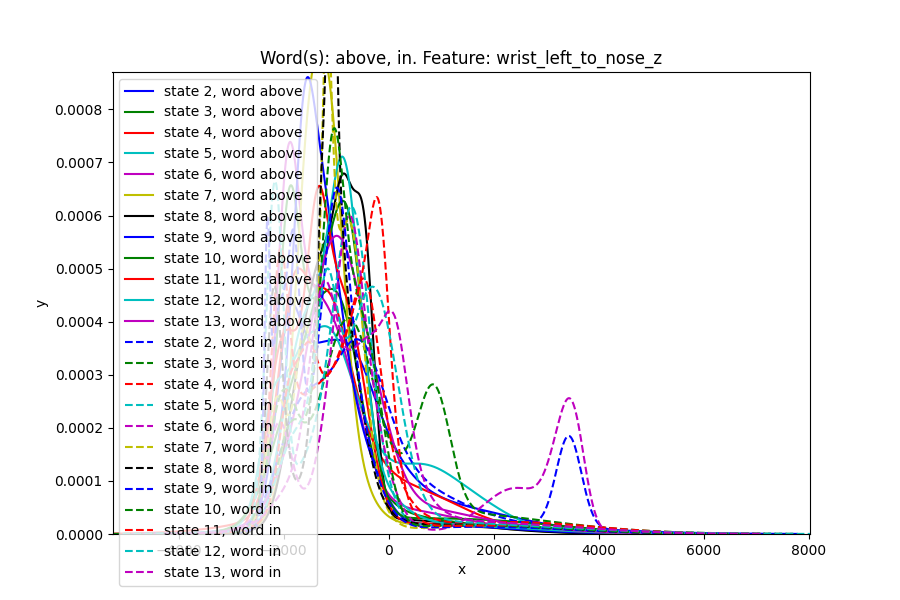 Word(s): above, in. Feature: wrist_left_to_nose_z
y
0.0008
0.0007
0.0006
0.0005
0.0004
0.0003
0.0002
0.0001
0.0000
state 2, word above
state 3, word above
state 4, word above
state 5, word above
state 6, word above
state 7, word above
state 8, word above
state 9, word above
state 10, word above
state 11, word above
state 12, word above
state 13, word above
state 2, word in
state 3, word in
state 4, word in
state 5, word in
state 6, word in
state 7, word in
state 8, word in
state 9, word in
state 10, word in
state 11, word in
state 12, word in
state 13, word in
0 2000 4000 6000 8000
x